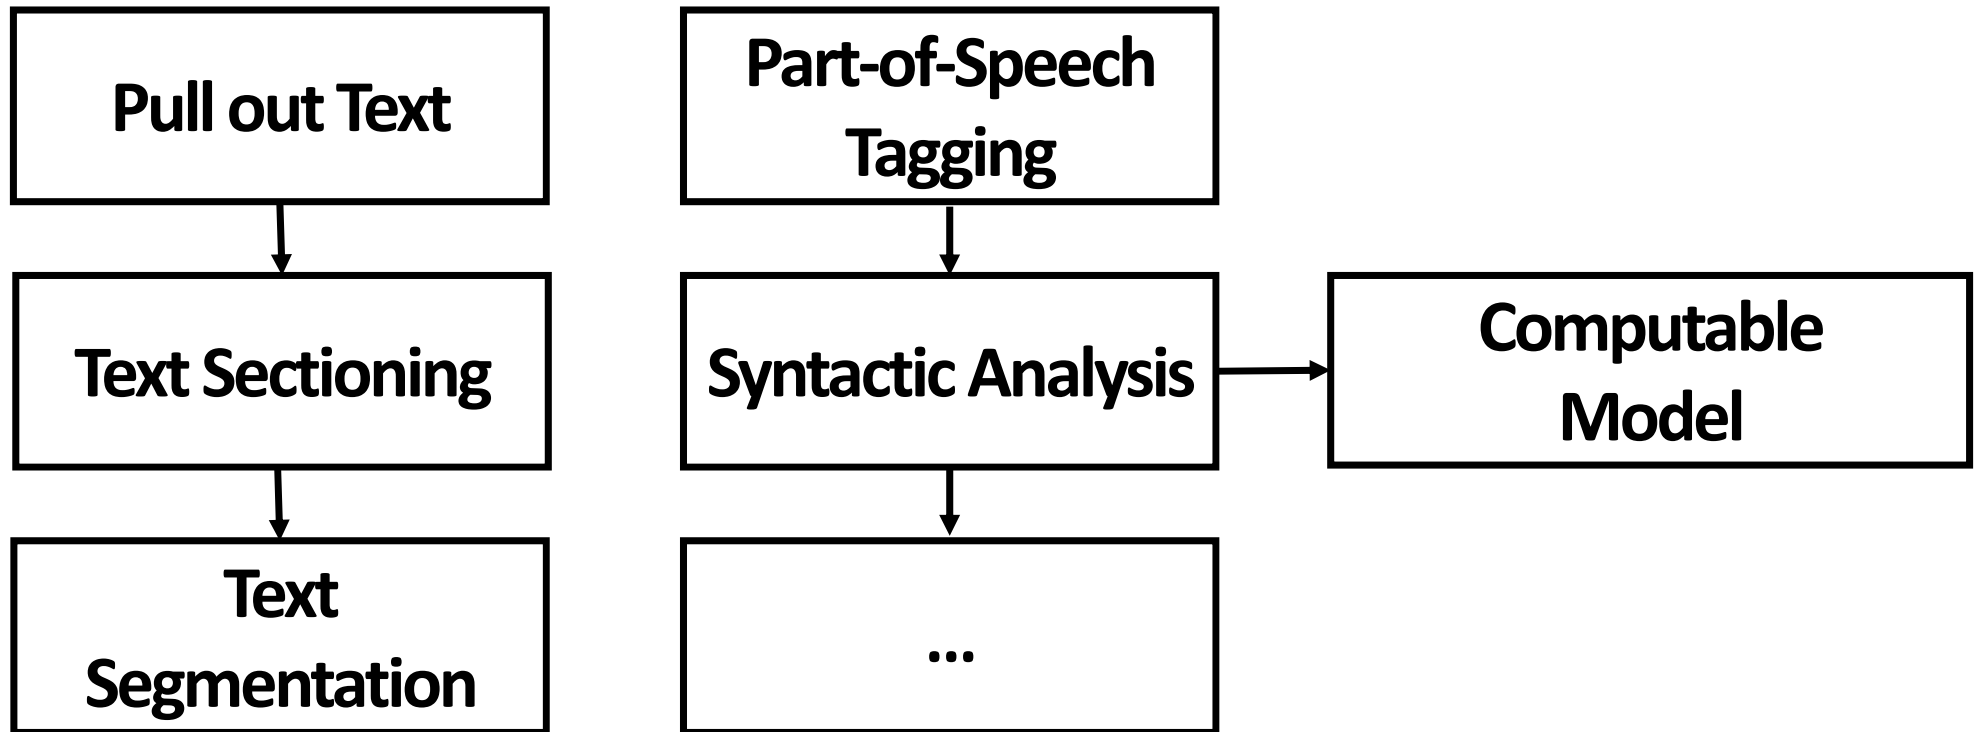 Pull out Text
Text Sectioning
Text
Segmentation
Part-of-Speech
Tagging
Syntactic Analysis
...
Computable
Model